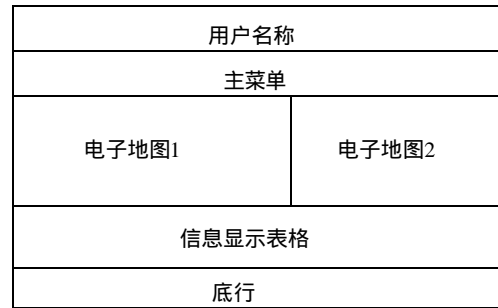 用户名称
主菜单
电子地图1 电子地图2
信息显示表格
底行